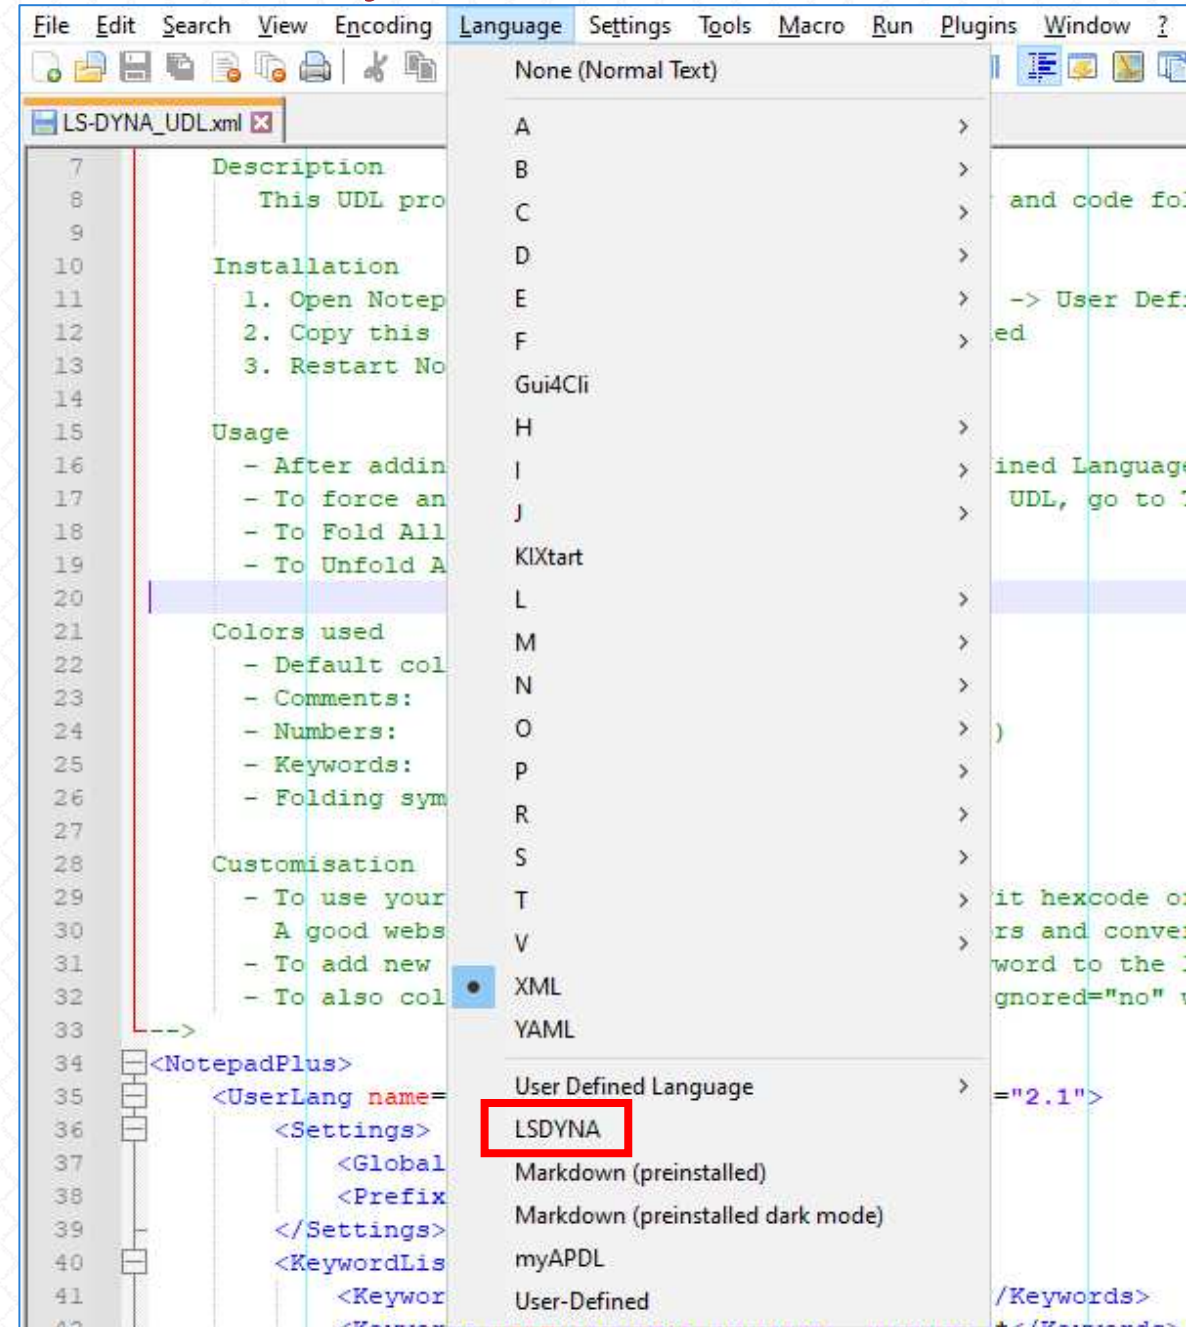 File Edit Search View Encoding Language Settings Tools Macro Run Plugins Window ?
LS-DYNA_UDL.xml
None (Normal Text)
A
B
C
D
E
F
Gui4Cli
H
I
J
KIXtart
L
M
N
O
P
R
S
T
V
XML
YAML
User Defined Language
LSDYNA
Markdown (preinstalled)
Markdown (preinstalled dark mode)
myAPDL
User-Defined
7 Description
8 This UDL pro and code fol
9
10 Installation
11 1. Open Notep -> User Defi
12 2. Copy this ed
13 3. Restart No
14
15 Usage
16 - After addin ined Language
17 - To force an UDL, go to
18 - To Fold All
19 - To Unfold A
20
21 Colors used
22 - Default col
23 - Comments:
24 - Numbers: )
25 - Keywords:
26 - Folding sym
27
28 Customisation
29 - To use your it hexcode o
30 A good webs rs and conver
31 - To add new word to the
32 - To also col gnored="no"
33 -->
34 <NotepadPlus>
35 <UserLang name= ="2.1">
36 <Settings>
37 <Global
38 <Prefix
39 </Settings>
40 <KeywordLis
41 <Keywor /Keywords>